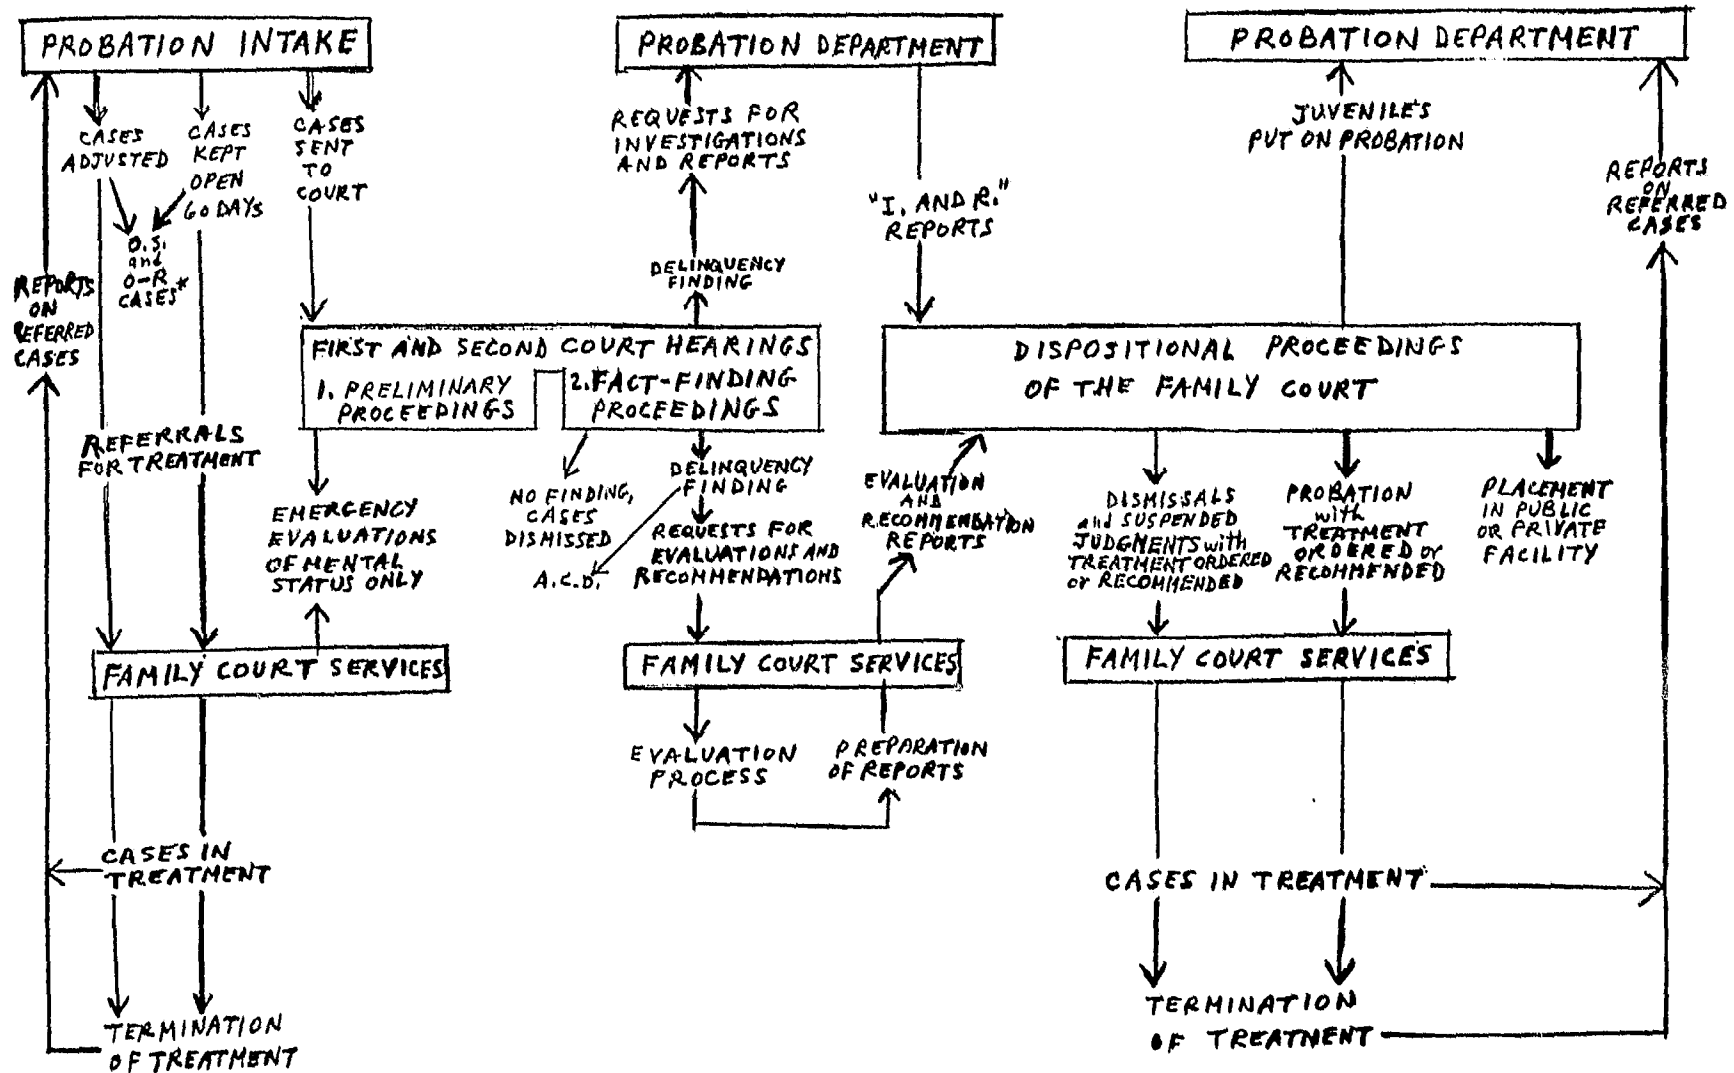 PROBATION INTAKE
CASES
ADJUSTED
CASES
KEPT
OPEN
60 DAYS
CASES
SENT
TO
COURT
O.S.
and
O-R
CASES*
REPORTS
ON
REFERRED
CASES
REFERRALS
FOR TREATMENT
EMERGENCY
EVALUATIONS
OF MENTAL
STATUS ONLY
FAMILY COURT SERVICES
CASES IN
TREATMENT
TERMINATION
OF TREATMENT
PROBATION DEPARTMENT
REQUESTS FOR
INVESTIGATIONS
AND REPORTS
"I. AND R."
REPORTS
DELINQUENCY
FINDING
FIRST AND SECOND COURT HEARINGS
1. PRELIMINARY
PROCEEDINGS
2. FACT-FINDING
PROCEEDINGS
NO FINDING,
CASES
DISMISSED
A.C.D.
DELINQUENCY
FINDING
REQUESTS FOR
EVALUATIONS AND
RECOMMENDATIONS
EVALUATION
AND
RECOMMENDATION
REPORTS
FAMILY COURT SERVICES
EVALUATION
PROCESS
PREPARATION
OF REPORTS
PROBATION DEPARTMENT
JUVENILE'S
PUT ON PROBATION
REPORTS
ON
REFERRED
CASES
DISPOSITIONAL PROCEEDINGS
OF THE FAMILY COURT
DISMISSALS
and SUSPENDED
JUDGMENTS with
TREATMENT ORDERED
or RECOMMENDED
PROBATION
with
TREATMENT
ORDERED or
RECOMMENDED
PLACEMENT
IN PUBLIC
OR PRIVATE
FACILITY
FAMILY COURT SERVICES
CASES IN TREATMENT
TERMINATION
OF TREATMENT